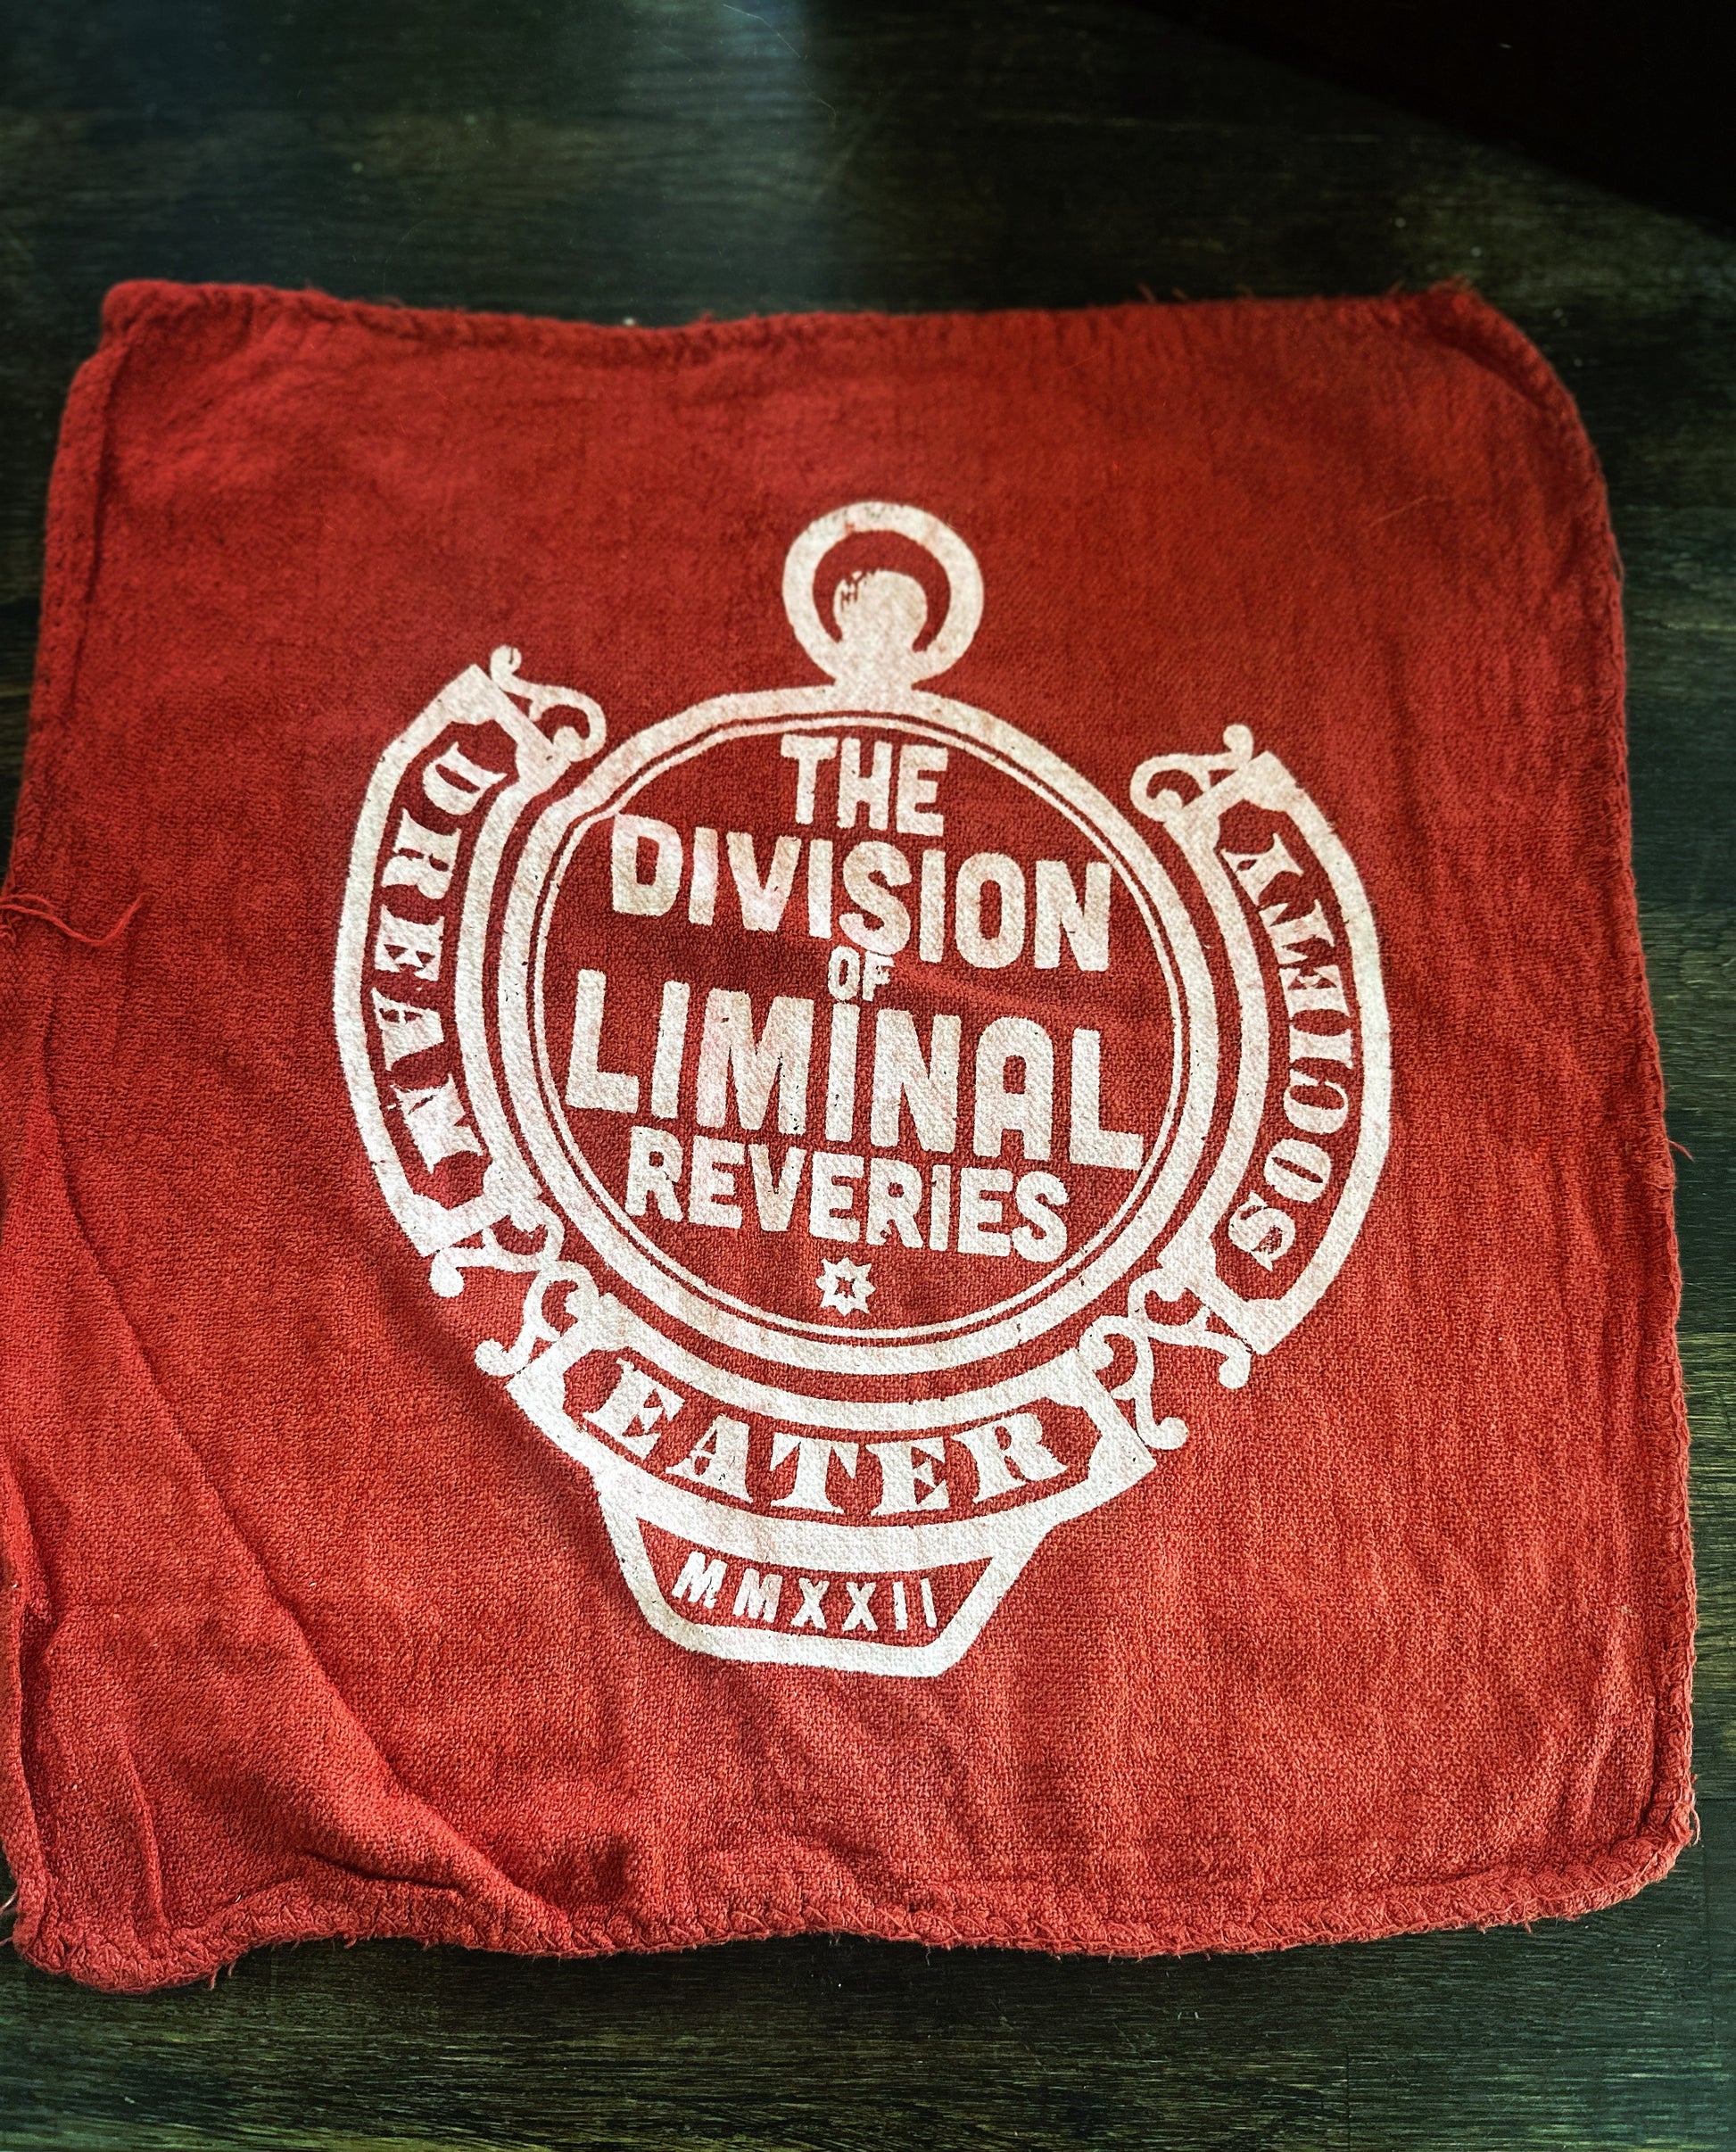 THE
DIVISION
OF
LIMINAL
REVERIES
DREAM
EATER
SOCIETY
MMXXII